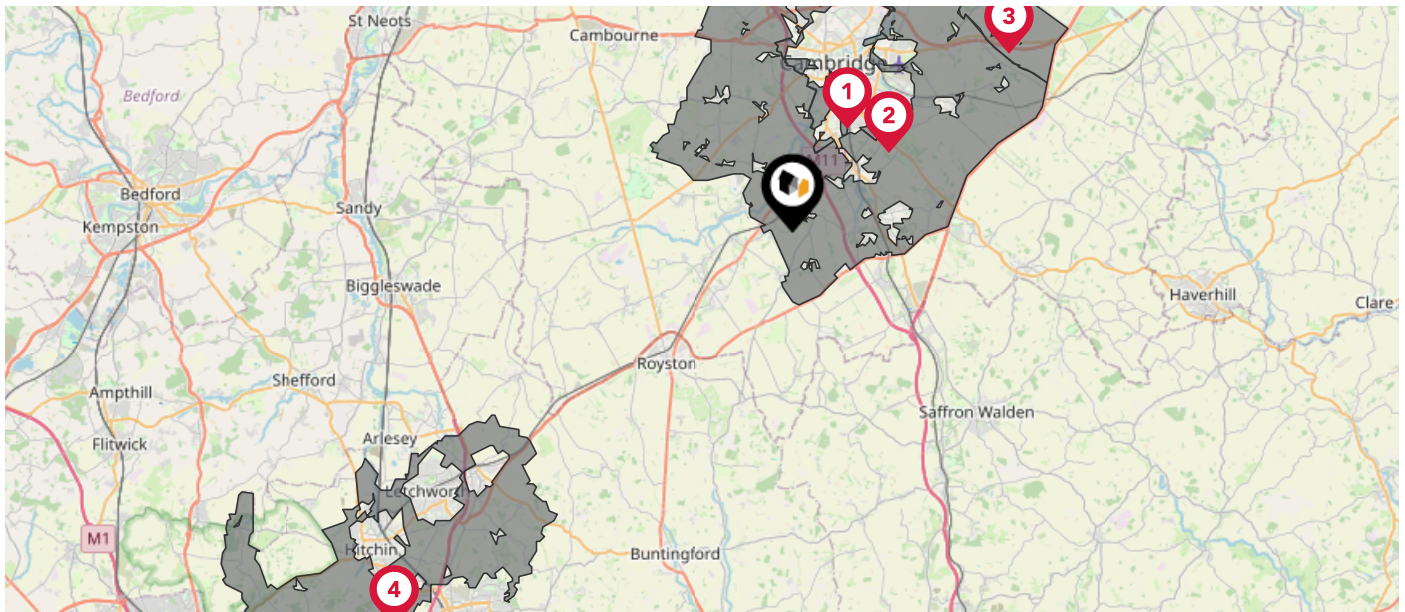 St Neots
Cambourne
3
Cambridge
Bedford
1
2
M11
Bedford
Sandy
Kempston
Biggleswade
Haverhill
Clare
Royston
Shefford
Ampthill
Saffron Walden
Flitwick
Arlesey
Letchworth
M1
Hitchin
Buntingford
4